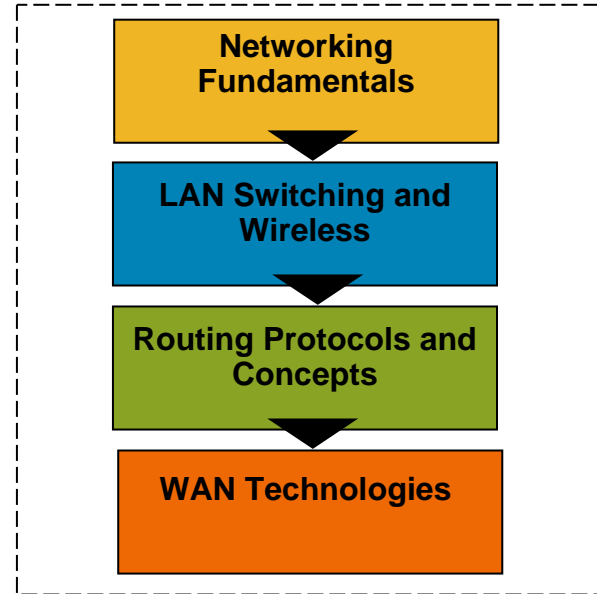 Networking
Fundamentals
LAN Switching and
Wireless
Routing Protocols and
Concepts
WAN Technologies